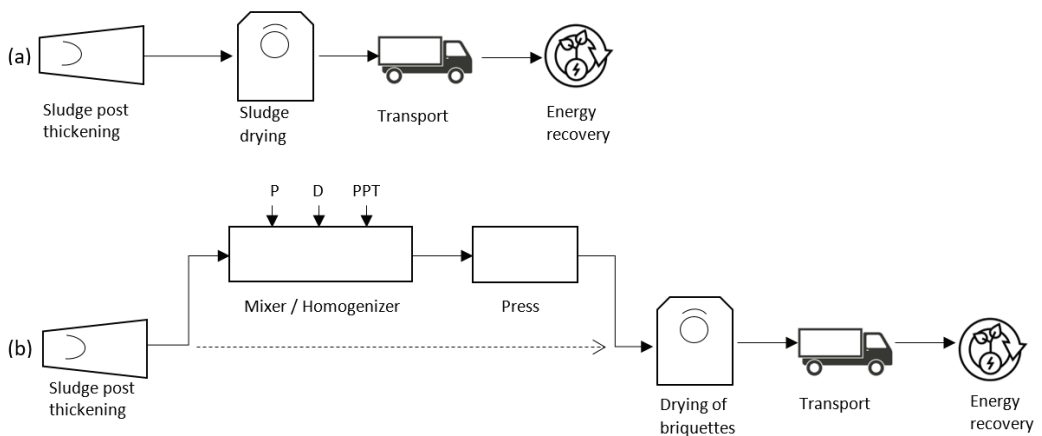 (a)
Sludge post
thickening
Sludge
drying
Transport
Energy
recovery
P D PPT
Mixer / Homogenizer
Press
(b)
Sludge post
thickening
Drying of
briquettes
Transport
Energy
recovery